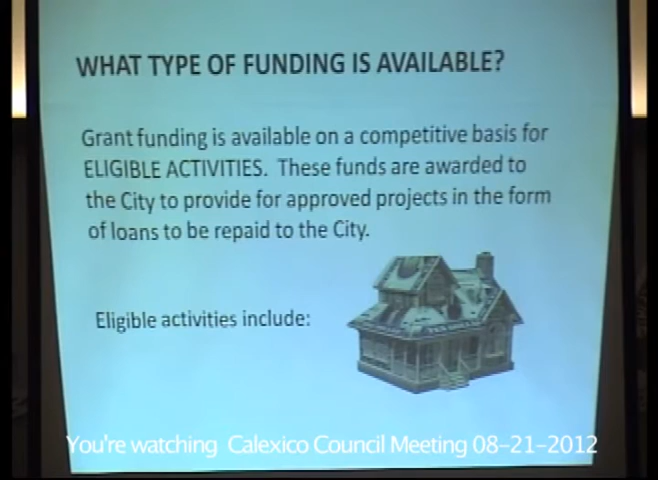 WHAT TYPE OF FUNDING IS AVAILABLE?
Grant funding is available on a competitive basis for
ELIGIBLE ACTIVITIES. These funds are awarded to
the City to provide for approved projects in the form
of loans to be repaid to the City.
Eligible activities include:
You're watching Calexico Council Meeting 08-21-2012